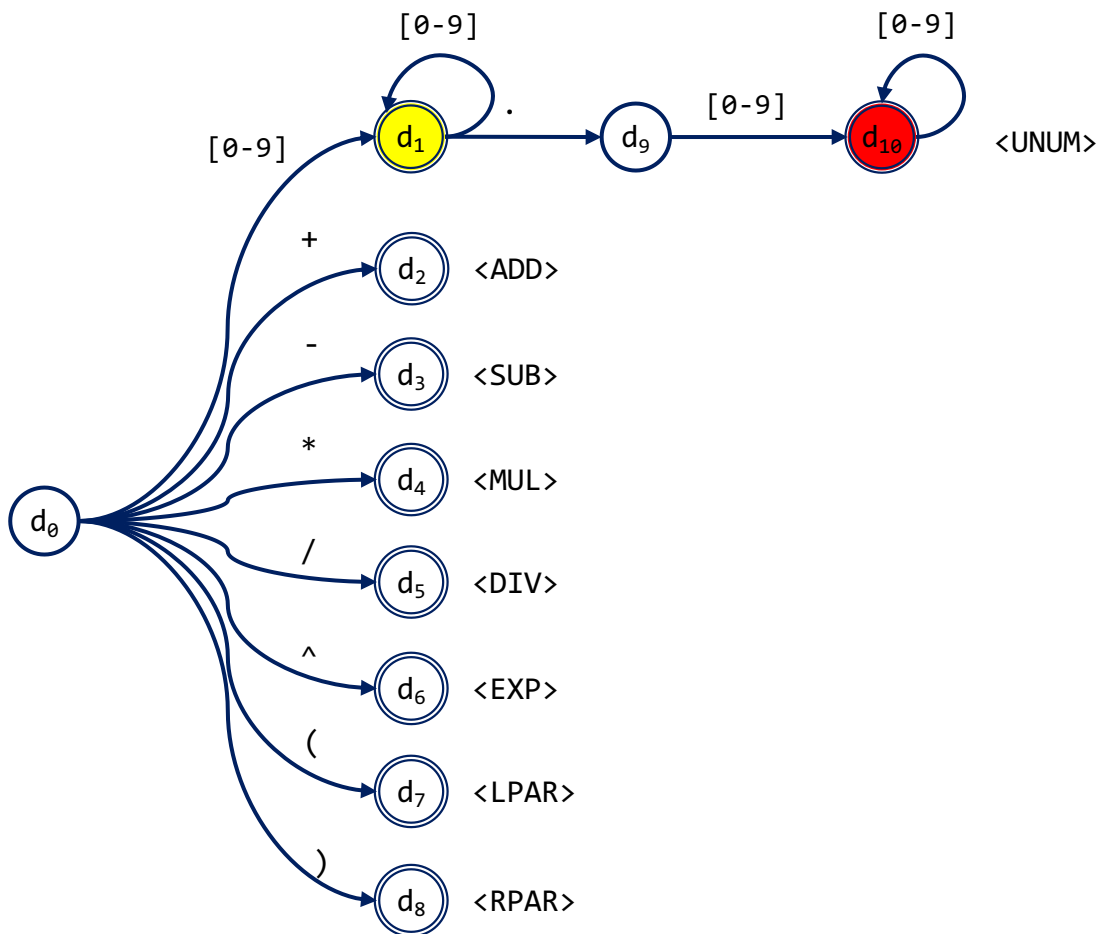 [0-9] [0-9]
[0-9] d₁ . d₉ [0-9] d₁₀ <UNUM>
+ d₂ <ADD>
- d₃ <SUB>
* d₄ <MUL>
d₀
/ d₅ <DIV>
^ d₆ <EXP>
( d₇ <LPAR>
) d₈ <RPAR>